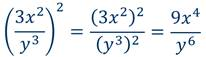 (3x²/y³)² = (3x²)²/(y³)² = 9x⁴/y⁶